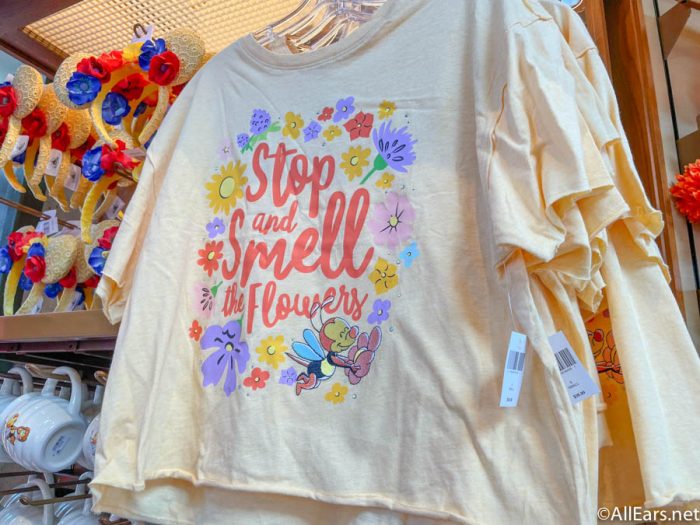 Stop
and
Smell
the Flowers
©AllEars.net